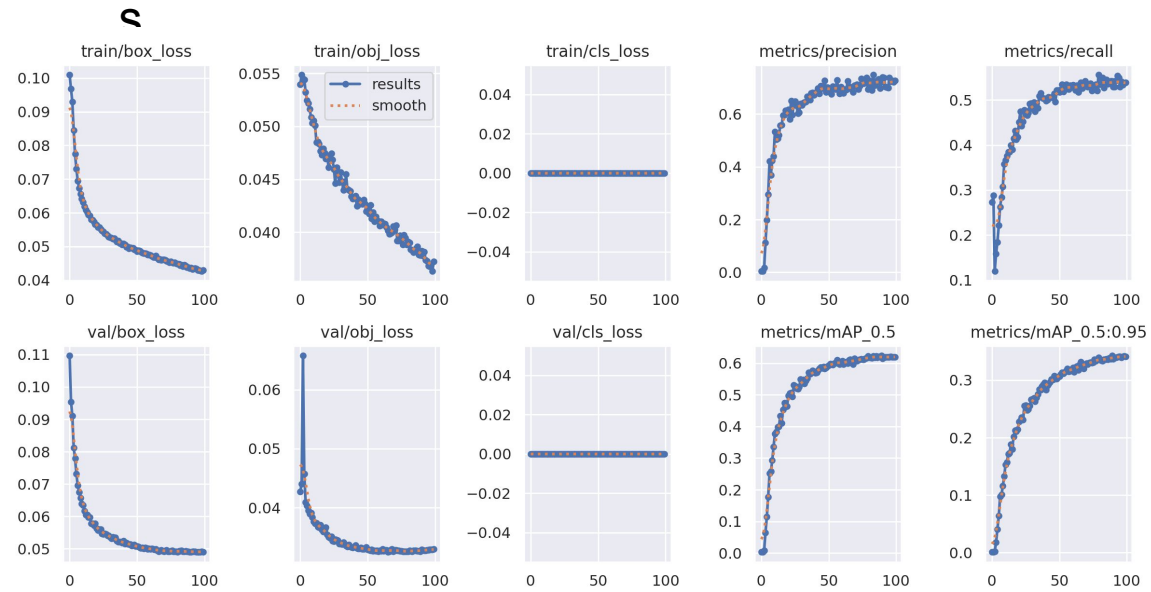 S
train/box_loss
train/obj_loss
train/cls_loss
metrics/precision
metrics/recall
0.10
0.09
0.08
0.07
0.06
0.05
0.04
0 50 100
0.055
0.050
0.045
0.040
results
smooth
0 50 100
0.04
0.02
0.00
−0.02
−0.04
0 50 100
0.6
0.4
0.2
0.0
0 50 100
0.5
0.4
0.3
0.2
0.1
0 50 100
val/box_loss
val/obj_loss
val/cls_loss
metrics/mAP_0.5
metrics/mAP_0.5:0.95
0.11
0.10
0.09
0.08
0.07
0.06
0.05
0 50 100
0.06
0.05
0.04
0 50 100
0.04
0.02
0.00
−0.02
−0.04
0 50 100
0.6
0.5
0.4
0.3
0.2
0.1
0.0
0 50 100
0.3
0.2
0.1
0.0
0 50 100